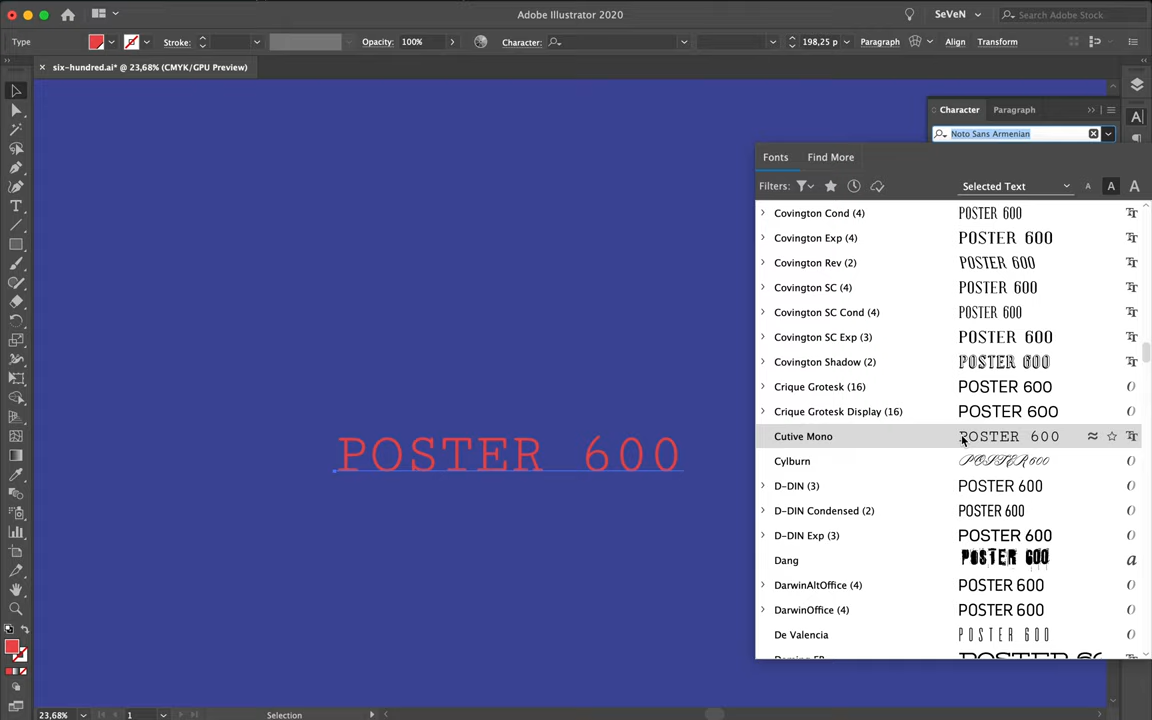 Adobe Illustrator 2020
SeVeN
Search Adobe Stock
Type
Stroke:
Opacity:
100%
Character:
198,25 p
Paragraph
Align
Transform
× six-hundred.ai* @ 23,68% (CMYK/GPU Preview)
Character
Paragraph
Noto Sans Armenian
Fonts
Find More
Filters:
Selected Text
A A A
Covington Cond (4) POSTER 600
Covington Exp (4) POSTER 600
Covington Rev (2) POSTER 600
Covington SC (4) POSTER 600
Covington SC Cond (4) POSTER 600
Covington SC Exp (3) POSTER 600
Covington Shadow (2) POSTER 600
Crique Grotesk (16) POSTER 600
Crique Grotesk Display (16) POSTER 600
Cutive Mono POSTER 600
Cylburn POSTER 600
D-DIN (3) POSTER 600
D-DIN Condensed (2) POSTER 600
D-DIN Exp (3) POSTER 600
Dang POSTER 600
DarwinAltOffice (4) POSTER 600
DarwinOffice (4) POSTER 600
De Valencia POSTER 600
POSTER 600
23,68%
1
Selection